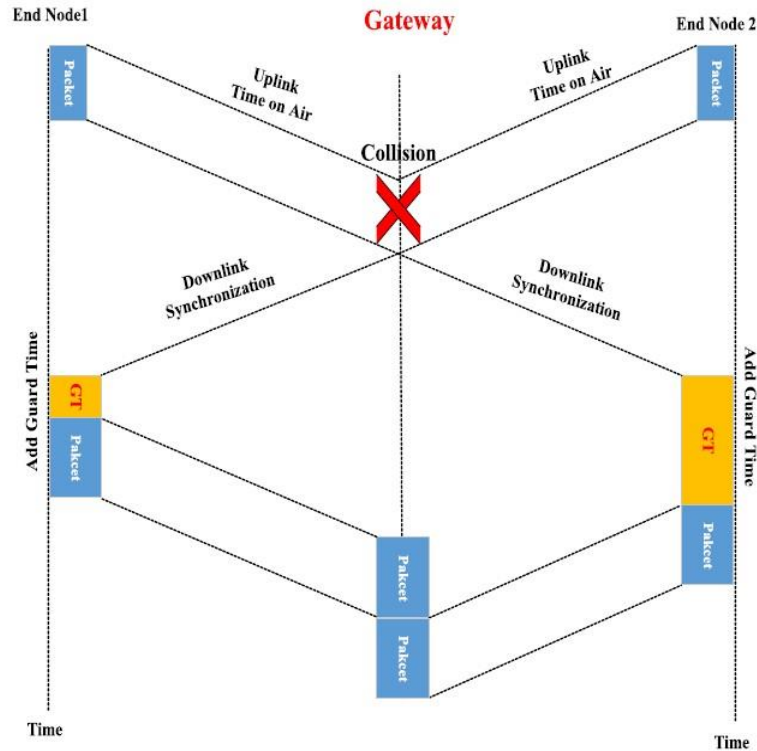 End Node1
Gateway
End Node 2
Packet
Uplink
Time on Air
Uplink
Time on Air
Packet
Collision
Downlink
Synchronization
Downlink
Synchronization
Add Guard Time
GT
Pakcet
GT
Pakcet
Add Guard Time
Pakcet
Pakcet
Time
Time